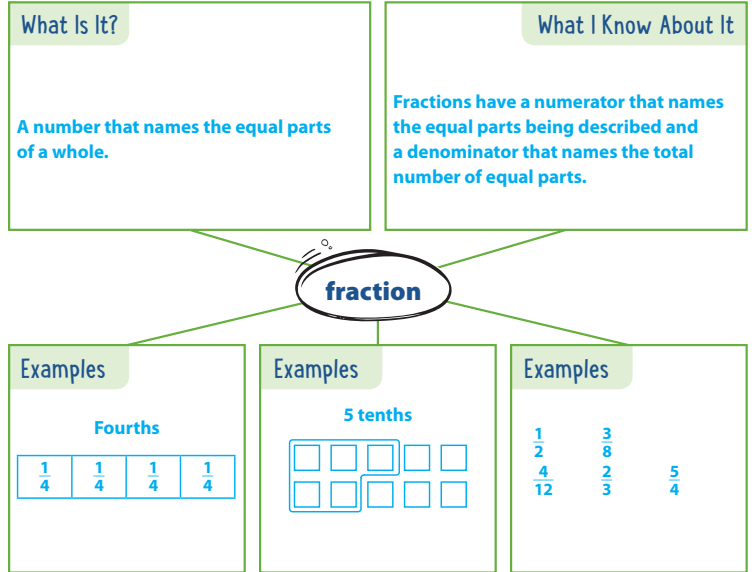 What Is It?
A number that names the equal parts
of a whole.
What I Know About It
Fractions have a numerator that names
the equal parts being described and
a denominator that names the total
number of equal parts.
fraction
Examples
Fourths
1/4 1/4 1/4 1/4
Examples
5 tenths
Examples
1/2 3/8
4/12 2/3 5/4